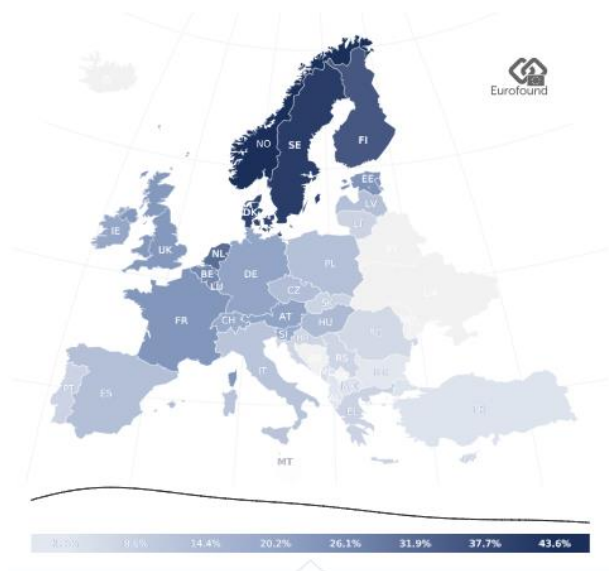 Eurofound
NO
SE
FI
EE
LV
LT
DK
IE
UK
NL
BE
LU
DE
PL
CZ
FR
CH
AT
HU
SI
RO
IT
RS
PT
ES
EL
TR
MT
14.4% 20.2% 26.1% 31.9% 37.7% 43.6%